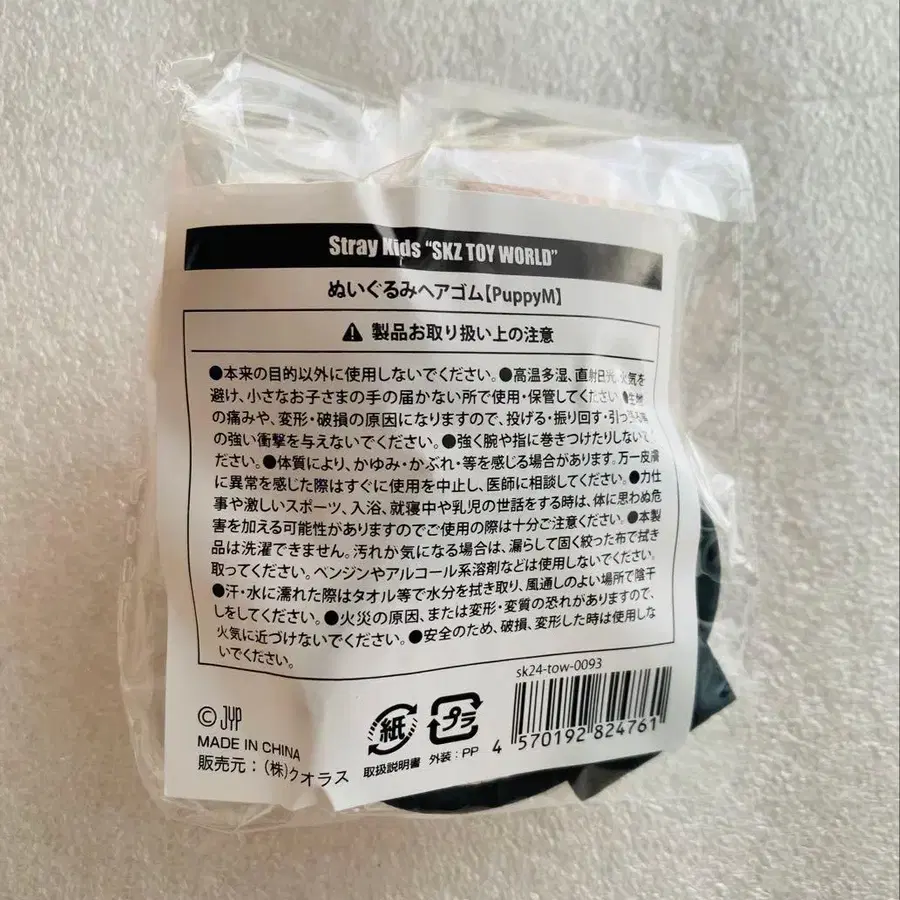 Stray Kids “SKZ TOY WORLD”
ぬいぐるみヘアゴム【PuppyM】
製品お取り扱い上の注意
●本来の目的以外に使用しないでください。●高温多湿、直射日光、火気を
避け、小さなお子さまの手の届かない所で使用・保管してください ●生地
の痛みや、変形・破損の原因になりますので、投げる・振り回す・引っ張る等
の強い衝撃を与えないでください。●強く腕や指に巻きつけたりしないで
ださい。●体質により、かゆみ・かぶれ・等を感じる場合があります。万一皮膚
に異常を感じた際はすぐに使用を中止し、医師に相談してください。●力仕
事や激しいスポーツ、入浴、就寝中や乳児の世話をする時は、体に思わぬ危
害を加える可能性がありますのでご使用の際は十分ご注意ください。●本製
品は洗濯できません。汚れが気になる場合は、濡らして固く絞った布で拭き
取ってください。ベンジンやアルコール系溶剤などは使用しないでください。
●汗・水に濡れた際はタオル等で水分を拭き取り、風通しのよい場所で陰干
しをしてください。●火災の原因、または変形・変質の恐れがありますので、
火気に近づけないでください。●安全のため、破損、変形した時は使用しな
いでください。
sk24-tow-0093
© JYP
MADE IN CHINA
販売元：（株）クオラス
紙
取扱説明書
プラ
外装：PP
4 570192 824761